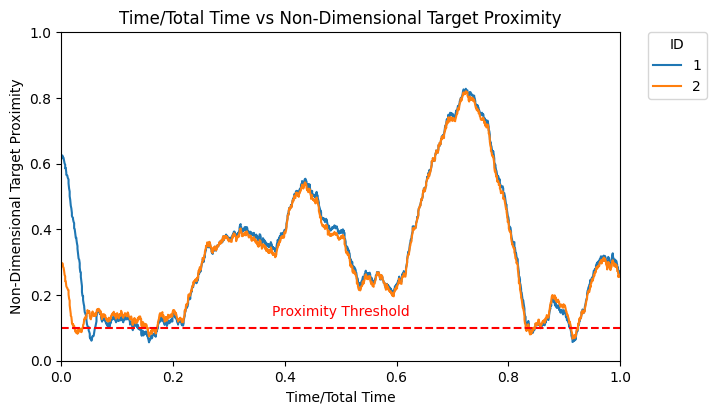 Time/Total Time vs Non-Dimensional Target Proximity
ID
1
2
Non-Dimensional Target Proximity
1.0
0.8
0.6
0.4
0.2
0.0
Proximity Threshold
0.0 0.2 0.4 0.6 0.8 1.0
Time/Total Time